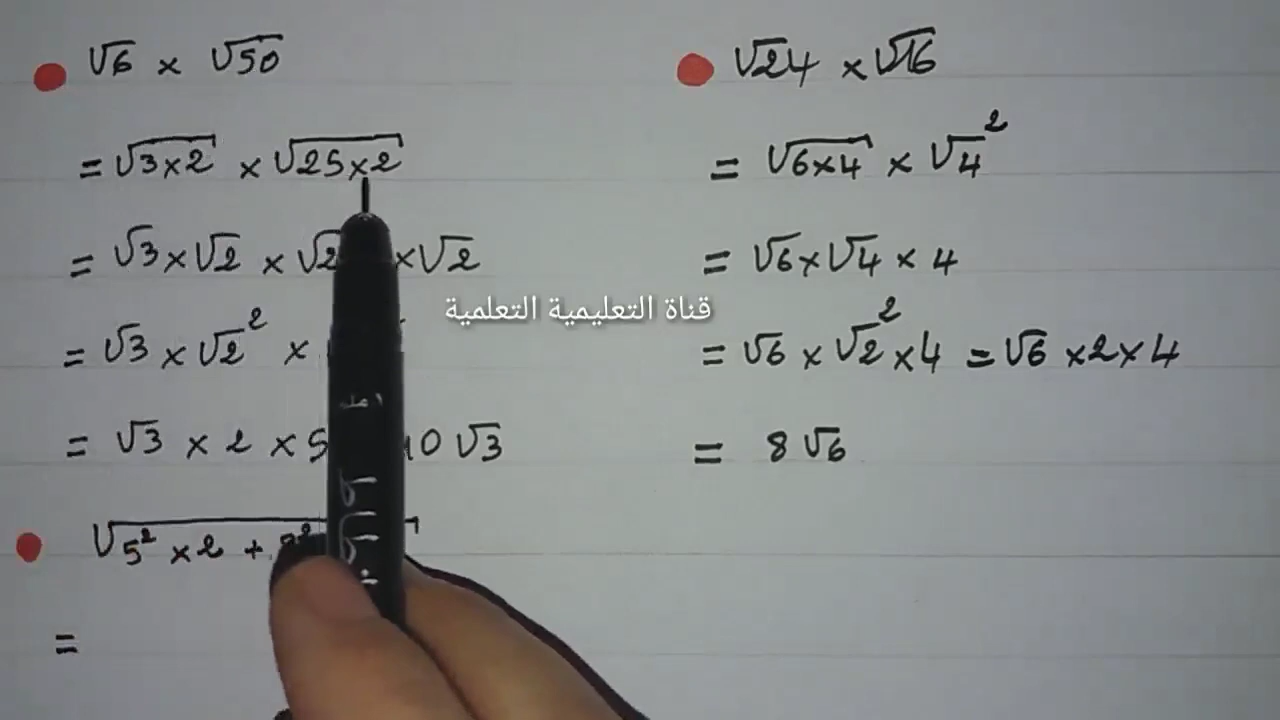 √6 × √50
= √3×2 × √25×2
= √3×√2 × √2 ×√2
= √3 × √2² ×
= √3 × 2 × 5 10√3
√5² × 2 +
=
√24 × √16
= √6×4 × √4²
= √6×√4 × 4
= √6 × √2² × 4 = √6 × 2 × 4
= 8√6
قناة التعليمية التعلمية